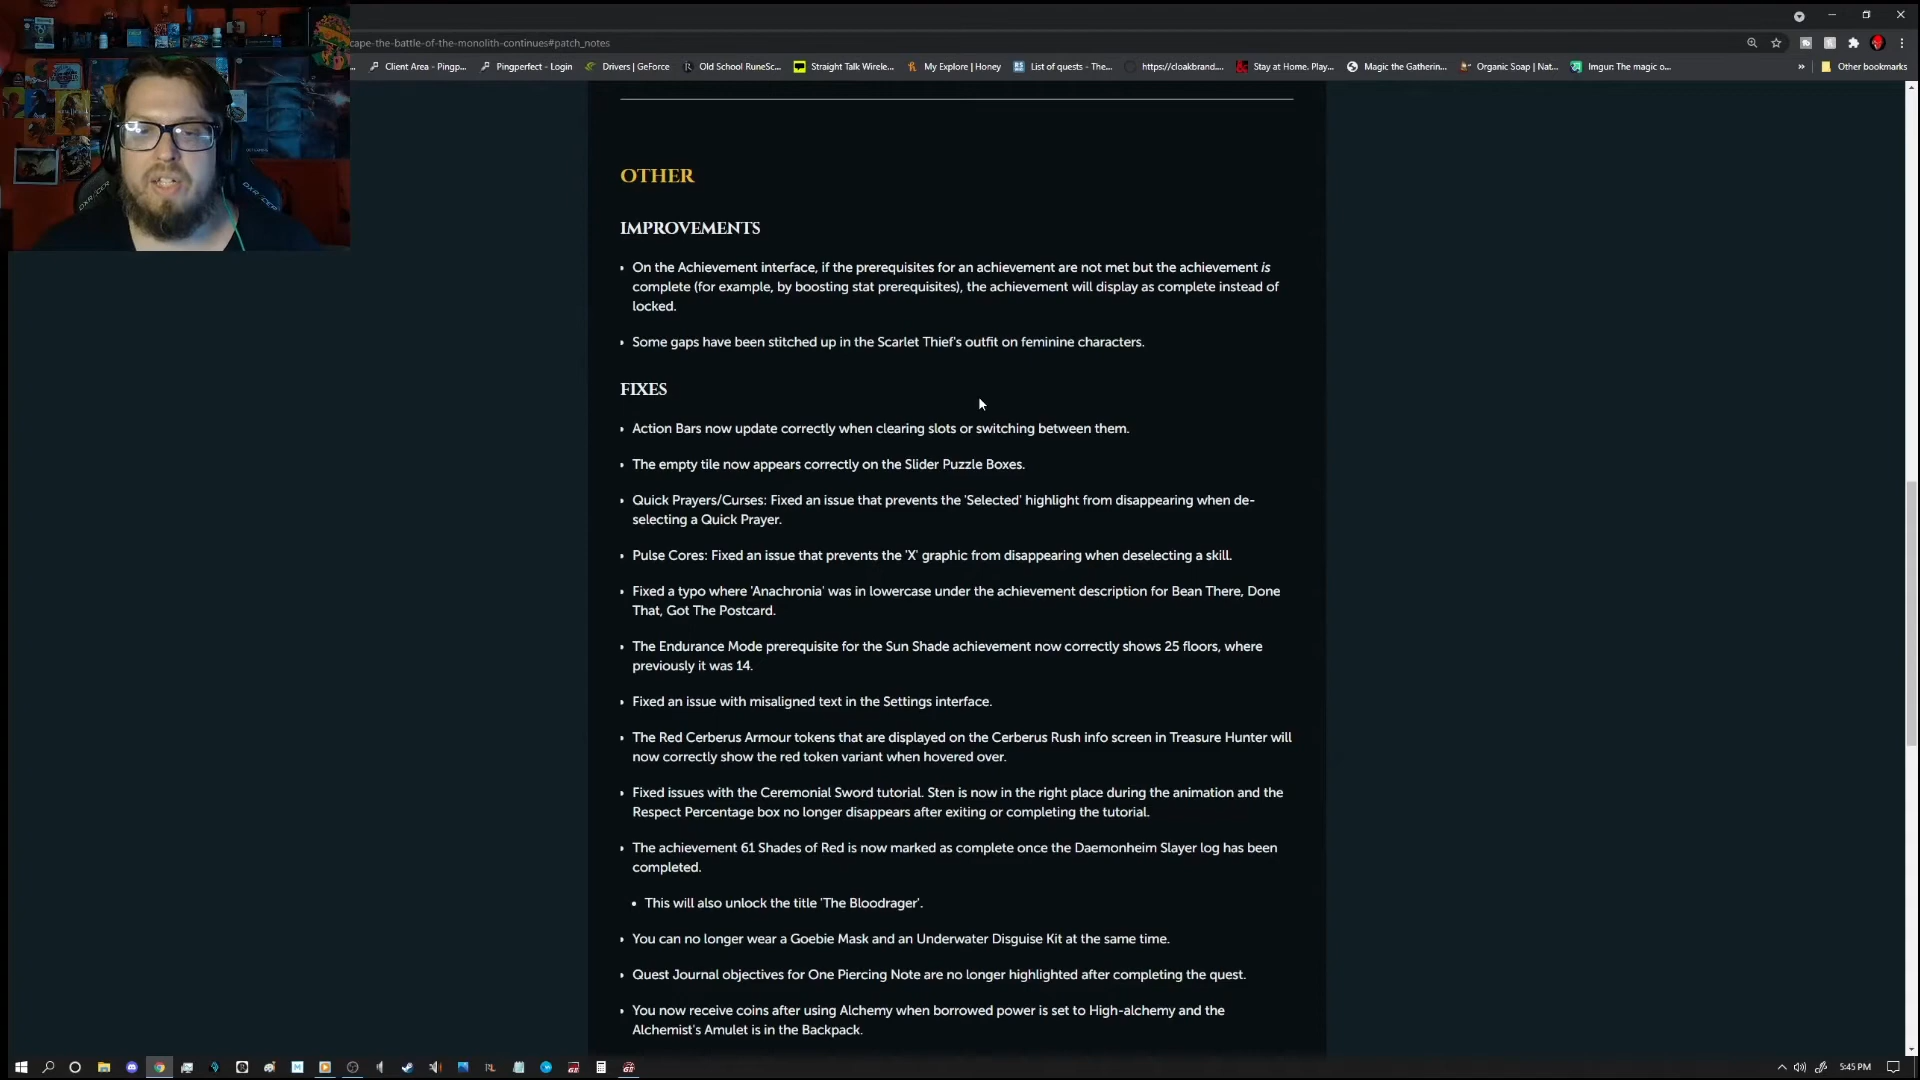 cape-the-battle-of-the-monolith-continues#patch_notes
Client Area - Pingp...
Pingperfect - Login
Drivers | GeForce
Old School RuneSc...
Straight Talk Wirele...
My Explore | Honey
List of quests - The...
https://cloakbrand....
Stay at Home. Play...
Magic the Gatherin...
Organic Soap | Nat...
Imgur: The magic o...
»
Other bookmarks
OTHER
IMPROVEMENTS
• On the Achievement interface, if the prerequisites for an achievement are not met but the achievement is
complete (for example, by boosting stat prerequisites), the achievement will display as complete instead of
locked.
• Some gaps have been stitched up in the Scarlet Thief's outfit on feminine characters.
FIXES
• Action Bars now update correctly when clearing slots or switching between them.
• The empty tile now appears correctly on the Slider Puzzle Boxes.
• Quick Prayers/Curses: Fixed an issue that prevents the 'Selected' highlight from disappearing when de-
selecting a Quick Prayer.
• Pulse Cores: Fixed an issue that prevents the 'X' graphic from disappearing when deselecting a skill.
• Fixed a typo where 'Anachronia' was in lowercase under the achievement description for Bean There, Done
That, Got The Postcard.
• The Endurance Mode prerequisite for the Sun Shade achievement now correctly shows 25 floors, where
previously it was 14.
• Fixed an issue with misaligned text in the Settings interface.
• The Red Cerberus Armour tokens that are displayed on the Cerberus Rush info screen in Treasure Hunter will
now correctly show the red token variant when hovered over.
• Fixed issues with the Ceremonial Sword tutorial. Sten is now in the right place during the animation and the
Respect Percentage box no longer disappears after exiting or completing the tutorial.
• The achievement 61 Shades of Red is now marked as complete once the Daemonheim Slayer log has been
completed.
• This will also unlock the title 'The Bloodrager'.
• You can no longer wear a Goebie Mask and an Underwater Disguise Kit at the same time.
• Quest Journal objectives for One Piercing Note are no longer highlighted after completing the quest.
• You now receive coins after using Alchemy when borrowed power is set to High-alchemy and the
Alchemist's Amulet is in the Backpack.
5:45 PM